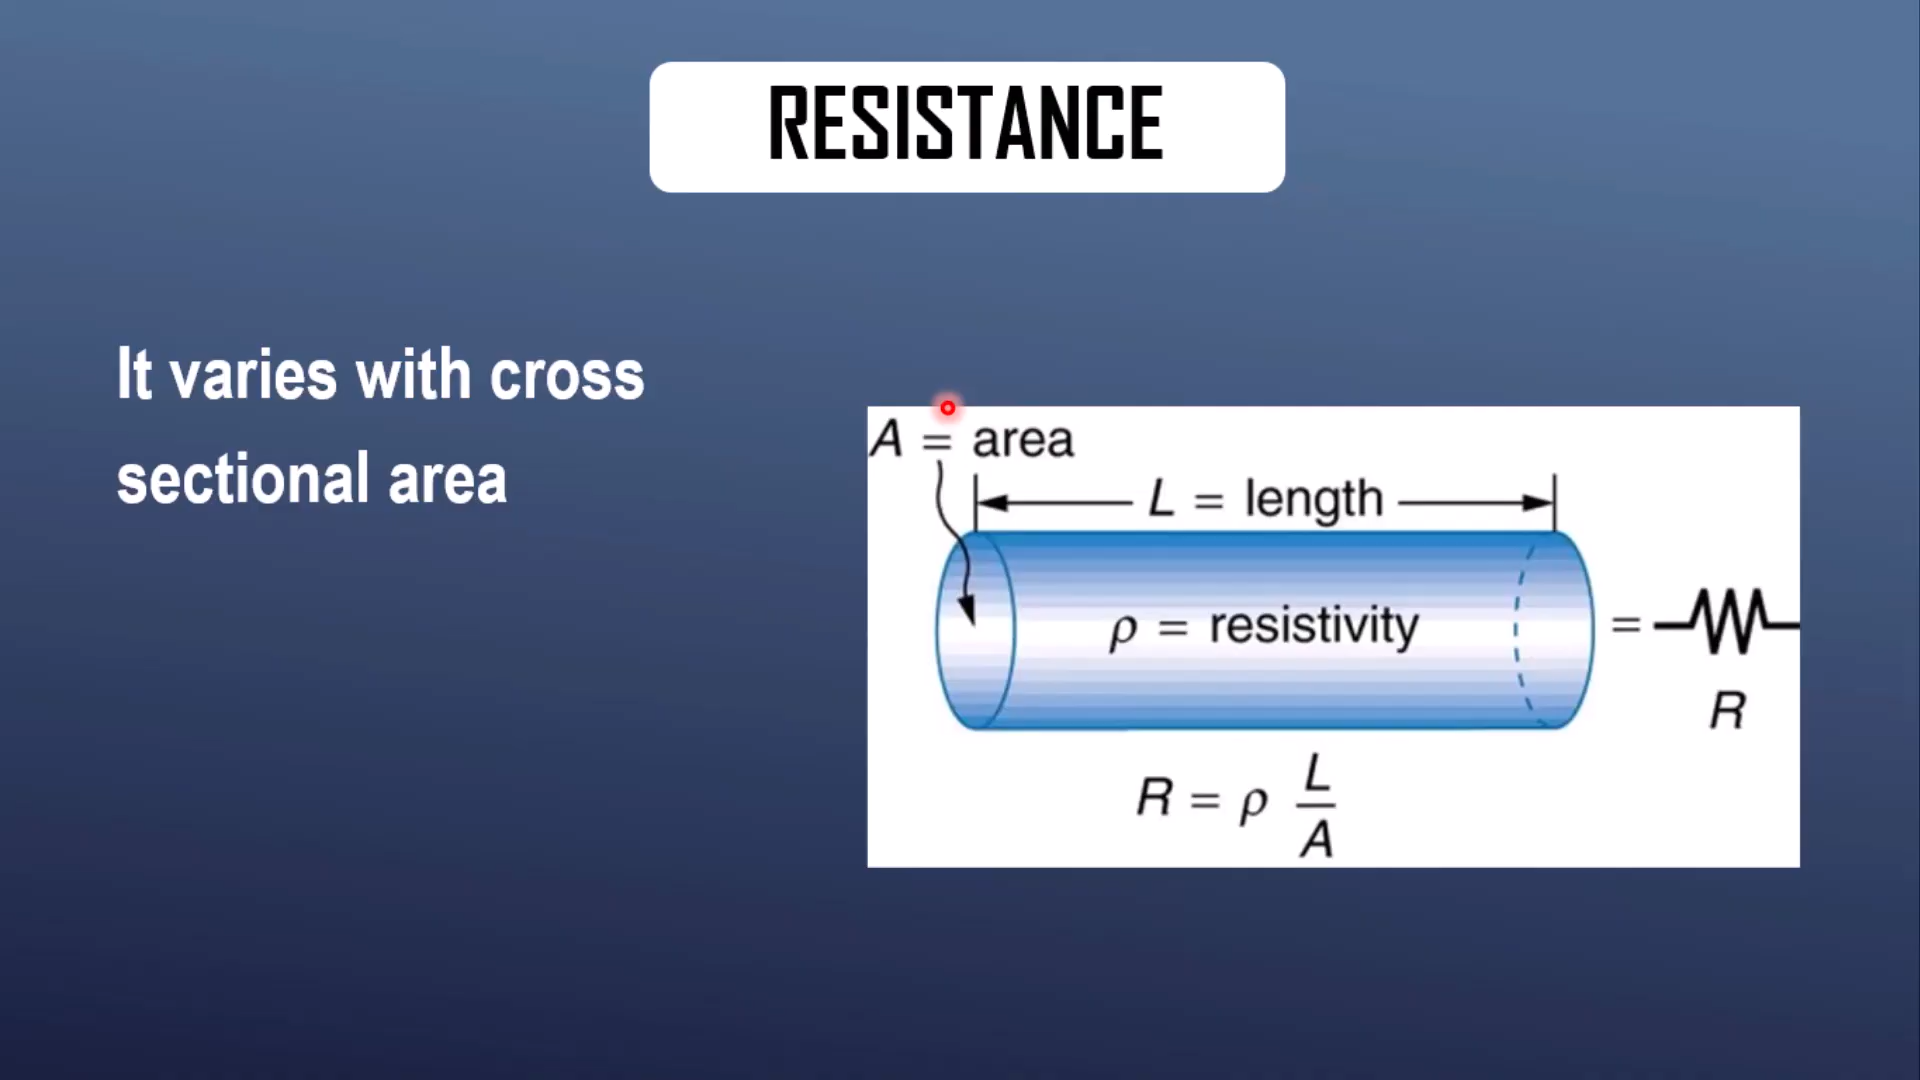 RESISTANCE
It varies with cross
sectional area
A = area
L = length
ρ = resistivity
=
R
R = ρ L/A